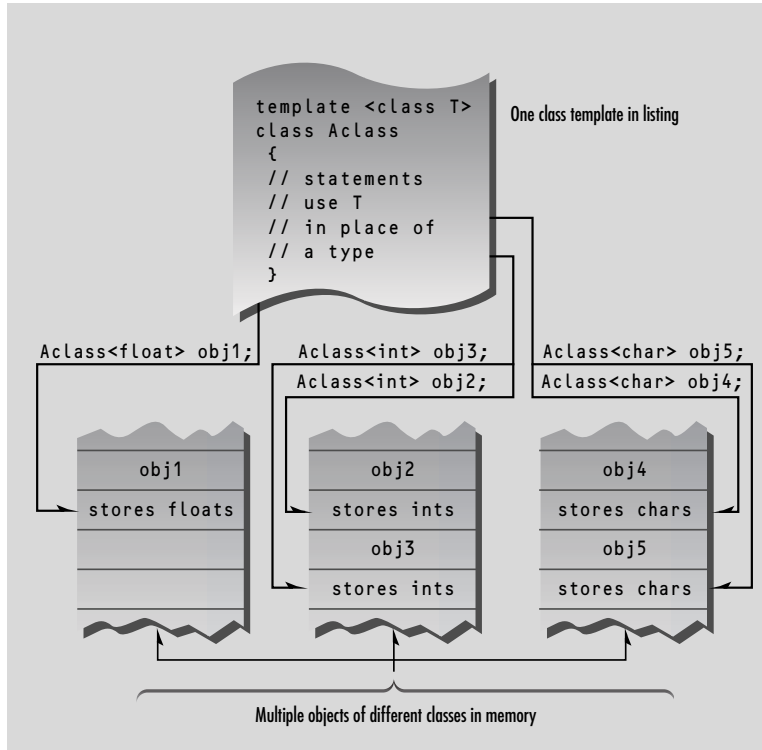 template <class T>
class Aclass
{
// statements
// use T
// in place of
// a type
}
One class template in listing
Aclass<float> obj1;
Aclass<int> obj3;
Aclass<int> obj2;
Aclass<char> obj5;
Aclass<char> obj4;
obj1
stores floats
obj2
stores ints
obj3
stores ints
obj4
stores chars
obj5
stores chars
Multiple objects of different classes in memory